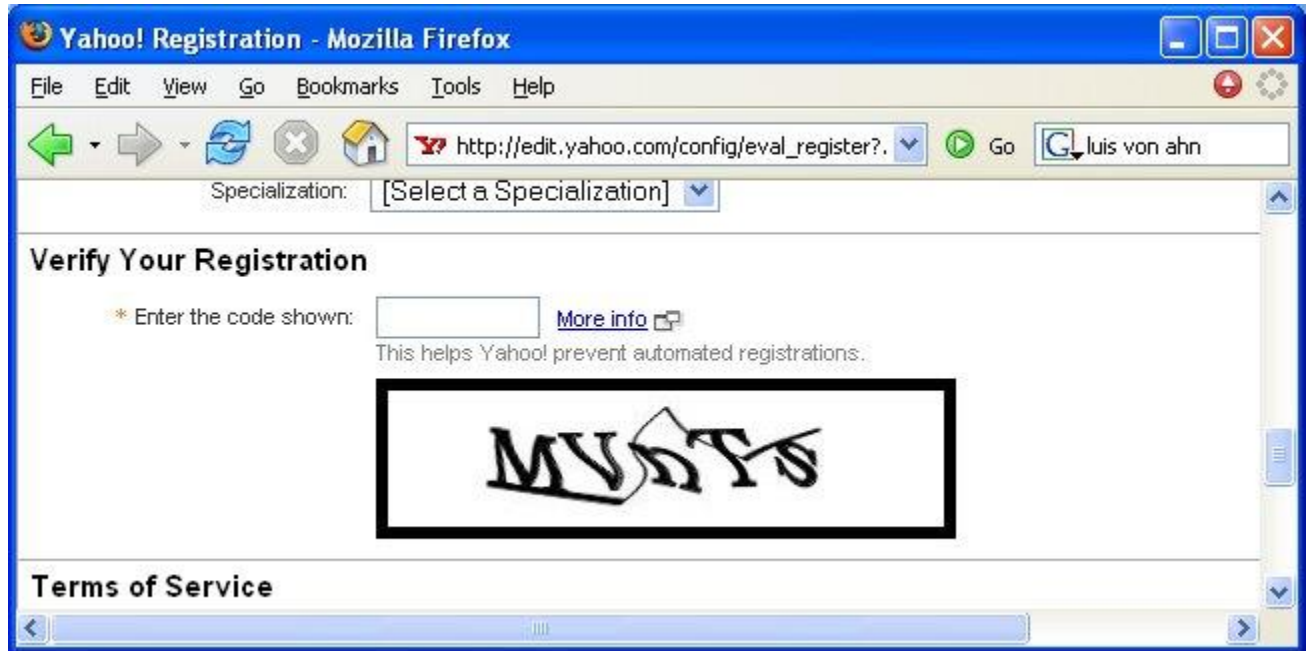 Yahoo! Registration - Mozilla Firefox
File Edit View Go Bookmarks Tools Help
http://edit.yahoo.com/config/eval_register?. Go luis von ahn
Specialization: [Select a Specialization]
Verify Your Registration
* Enter the code shown: More info
This helps Yahoo! prevent automated registrations.
MVnTs
Terms of Service